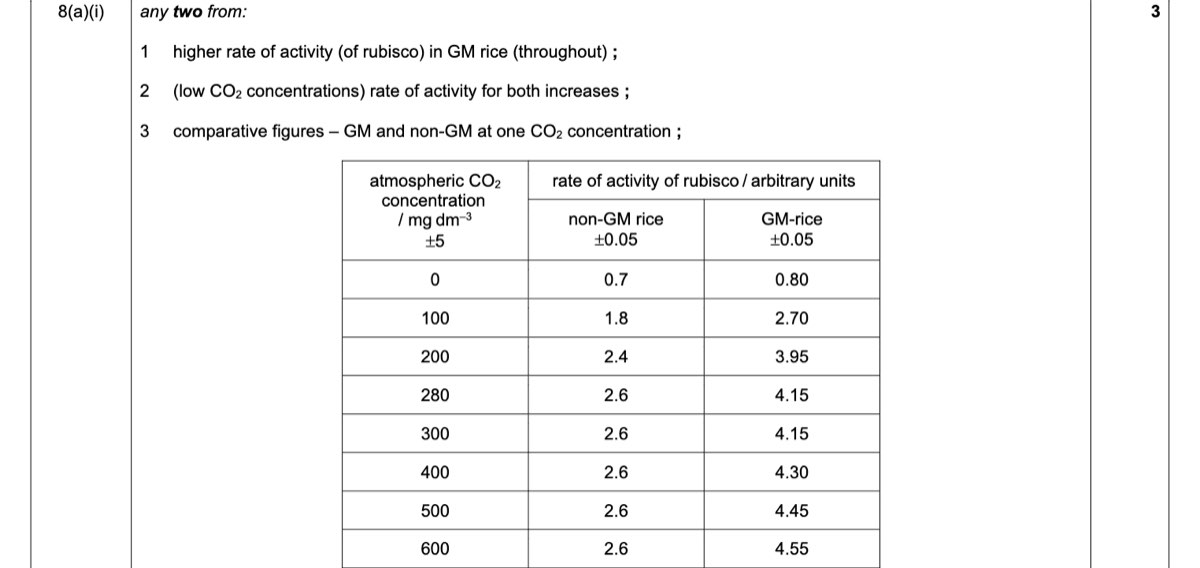 8(a)(i) any two from: 3
1 higher rate of activity (of rubisco) in GM rice (throughout) ;
2 (low CO₂ concentrations) rate of activity for both increases ;
3 comparative figures – GM and non-GM at one CO₂ concentration ;
atmospheric CO₂ concentration / mg dm⁻³ ±5
rate of activity of rubisco / arbitrary units
non-GM rice ±0.05
GM-rice ±0.05
0 0.7 0.80
100 1.8 2.70
200 2.4 3.95
280 2.6 4.15
300 2.6 4.15
400 2.6 4.30
500 2.6 4.45
600 2.6 4.55